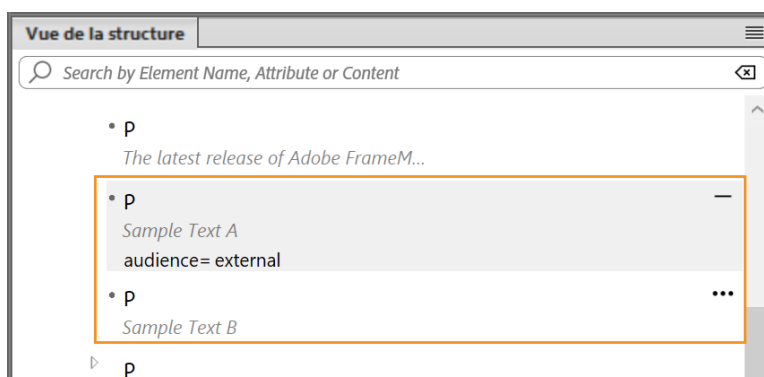 Vue de la structure
Search by Element Name, Attribute or Content
P
The latest release of Adobe FrameM...
P
Sample Text A
audience= external
P
Sample Text B
P